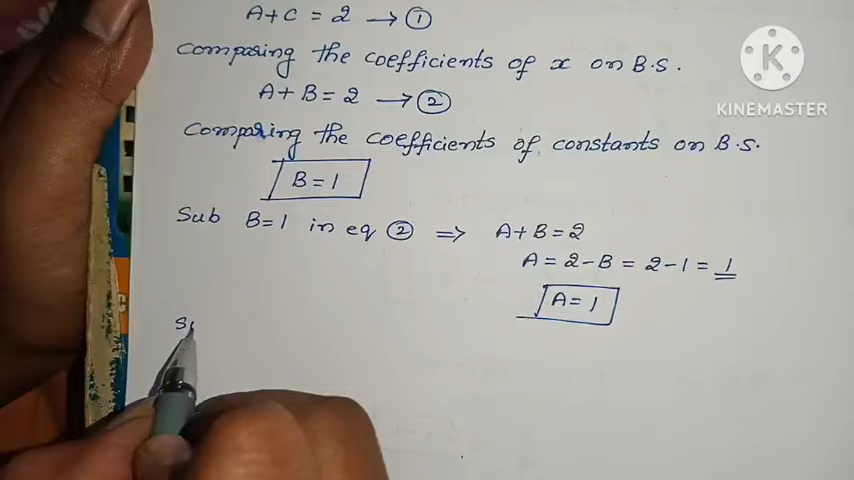 A+C = 2 → ①
Comparing the coefficients of x on B.S.
A+B = 2 → ②
Comparing the coefficients of constants on B.S.
B = 1
Sub B=1 in eq ② ⇒ A+B=2
A = 2-B = 2-1 = 1
A = 1
S
K
KINEMASTER